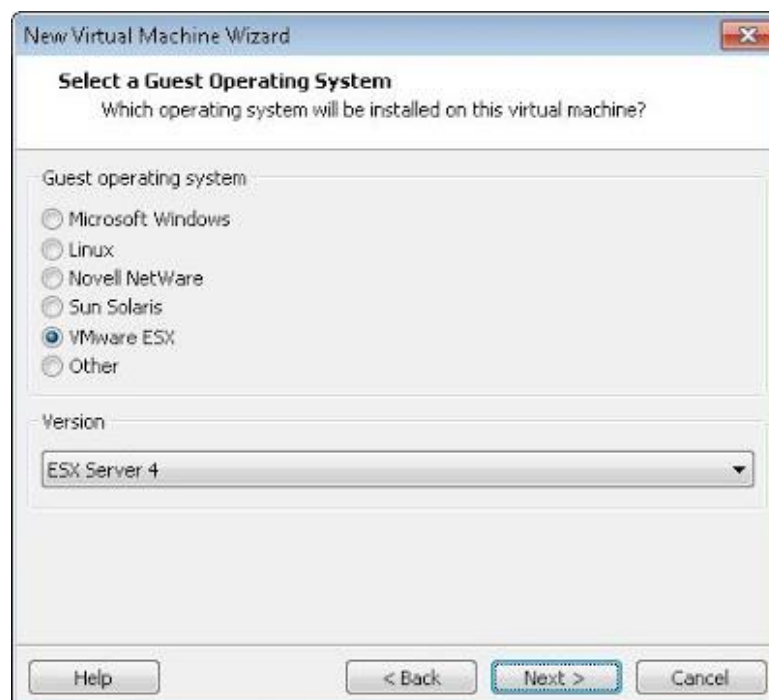 New Virtual Machine Wizard
Select a Guest Operating System
Which operating system will be installed on this virtual machine?
Guest operating system
Microsoft Windows
Linux
Novell NetWare
Sun Solaris
VMware ESX
Other
Version
ESX Server 4
Help < Back Next > Cancel